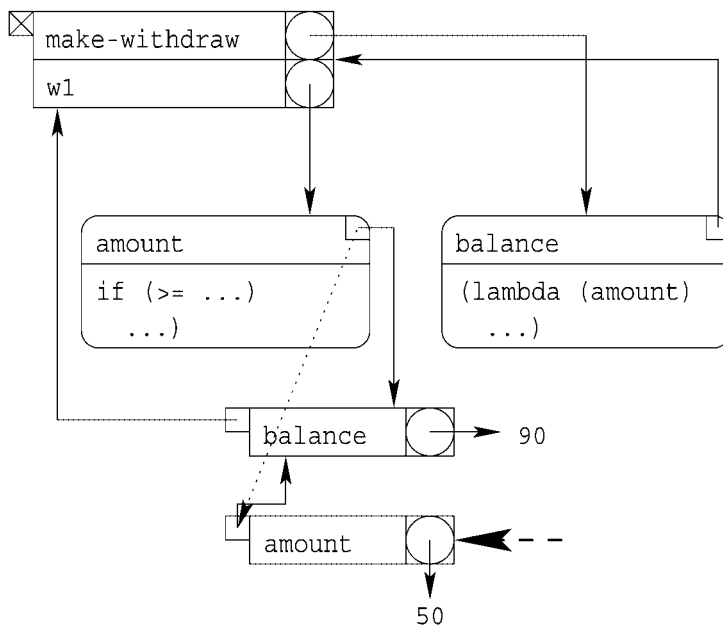 make-withdraw
w1
amount
if (>= ...)
...)
balance
(lambda (amount)
...)
balance
90
amount
50